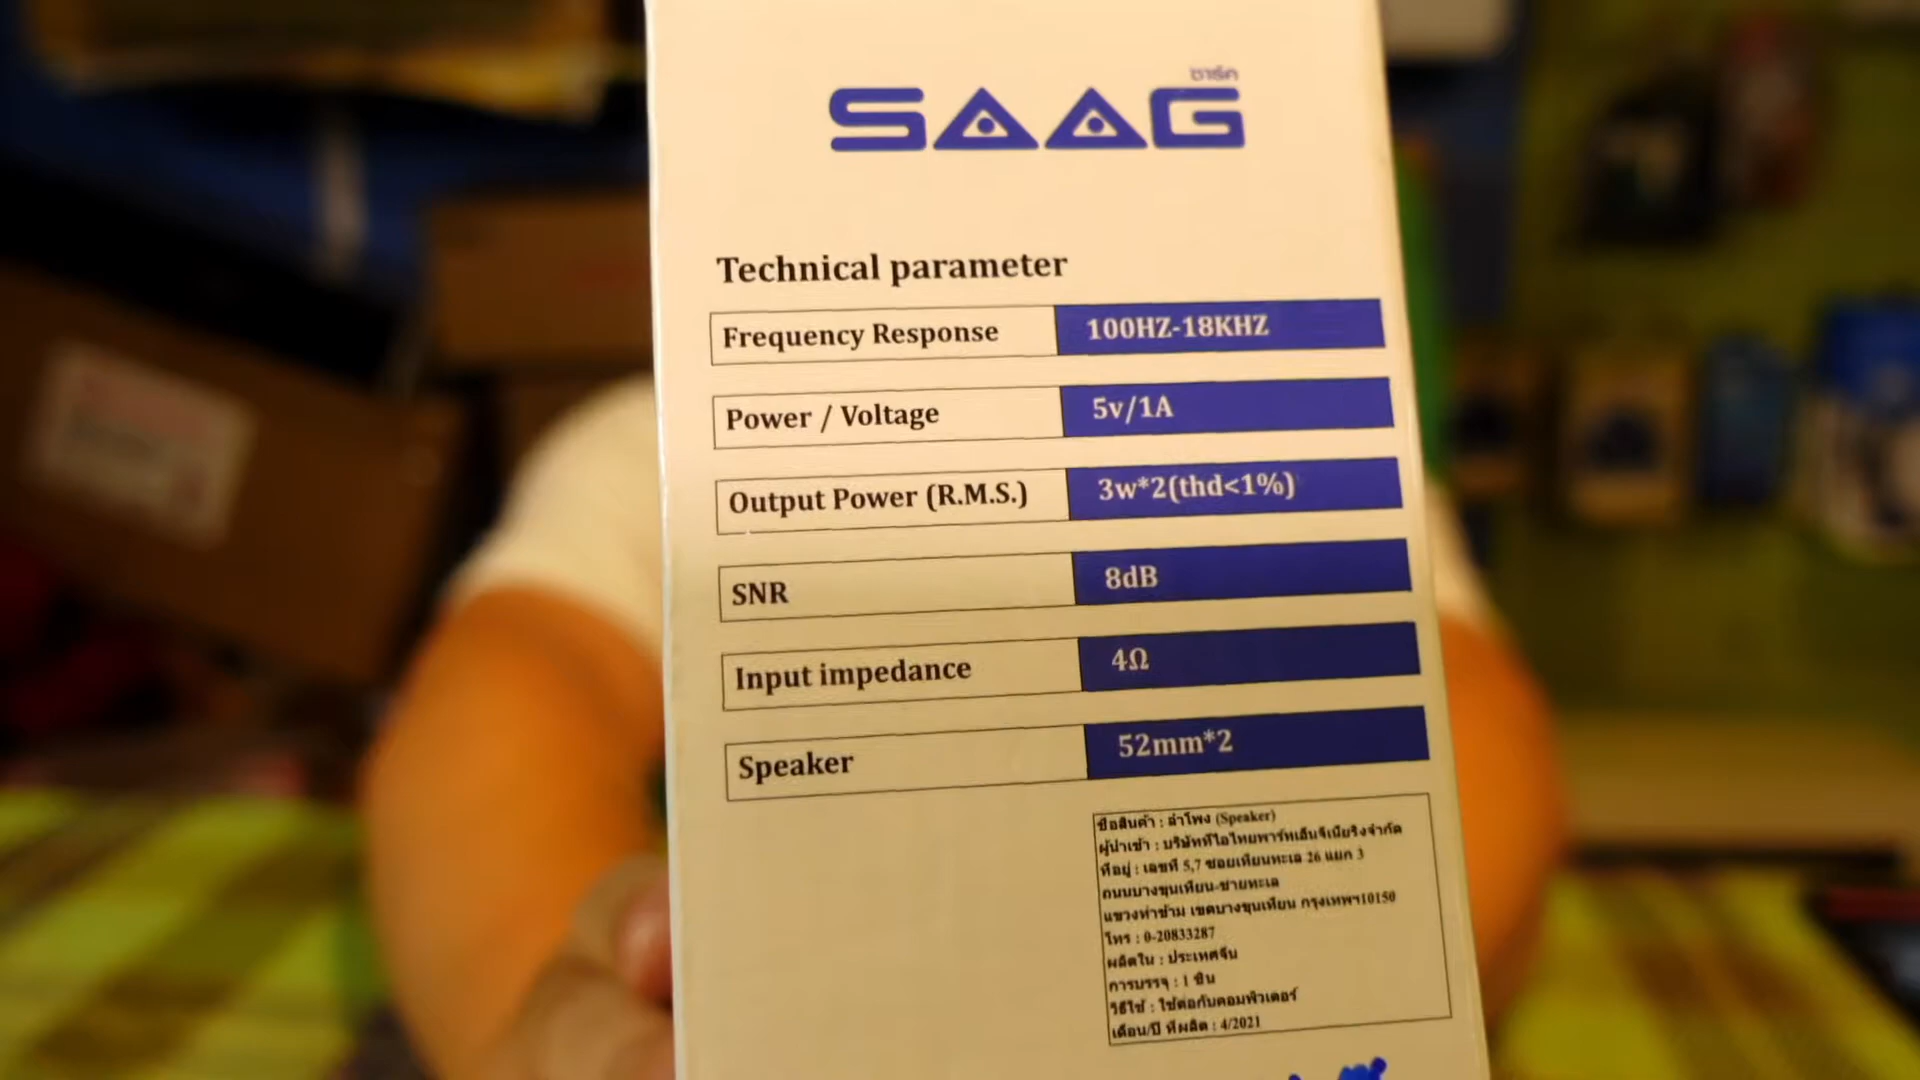 ซาร์ค
SAAG
Technical parameter
Frequency Response 100HZ-18KHZ
Power / Voltage 5v/1A
Output Power (R.M.S.) 3w*2(thd<1%)
SNR 8dB
Input impedance 4Ω
Speaker 52mm*2
ชื่อสินค้า : ลำโพง (Speaker)
ผู้นำเข้า : บริษัททีไอไทยพาร์ทเอ็นจิเนียริงจำกัด
ที่อยู่ : เลขที่ 5,7 ซอยเทียนทะเล 26 แยก 3
ถนนบางขุนเทียน-ชายทะเล
แขวงท่าข้าม เขตบางขุนเทียน กรุงเทพฯ10150
โทร : 0-20833287
ผลิตใน : ประเทศจีน
การบรรจุ : 1 ชิ้น
วิธีใช้ : ใช้ต่อกับคอมพิวเตอร์
เดือน/ปี ที่ผลิต : 4/2021